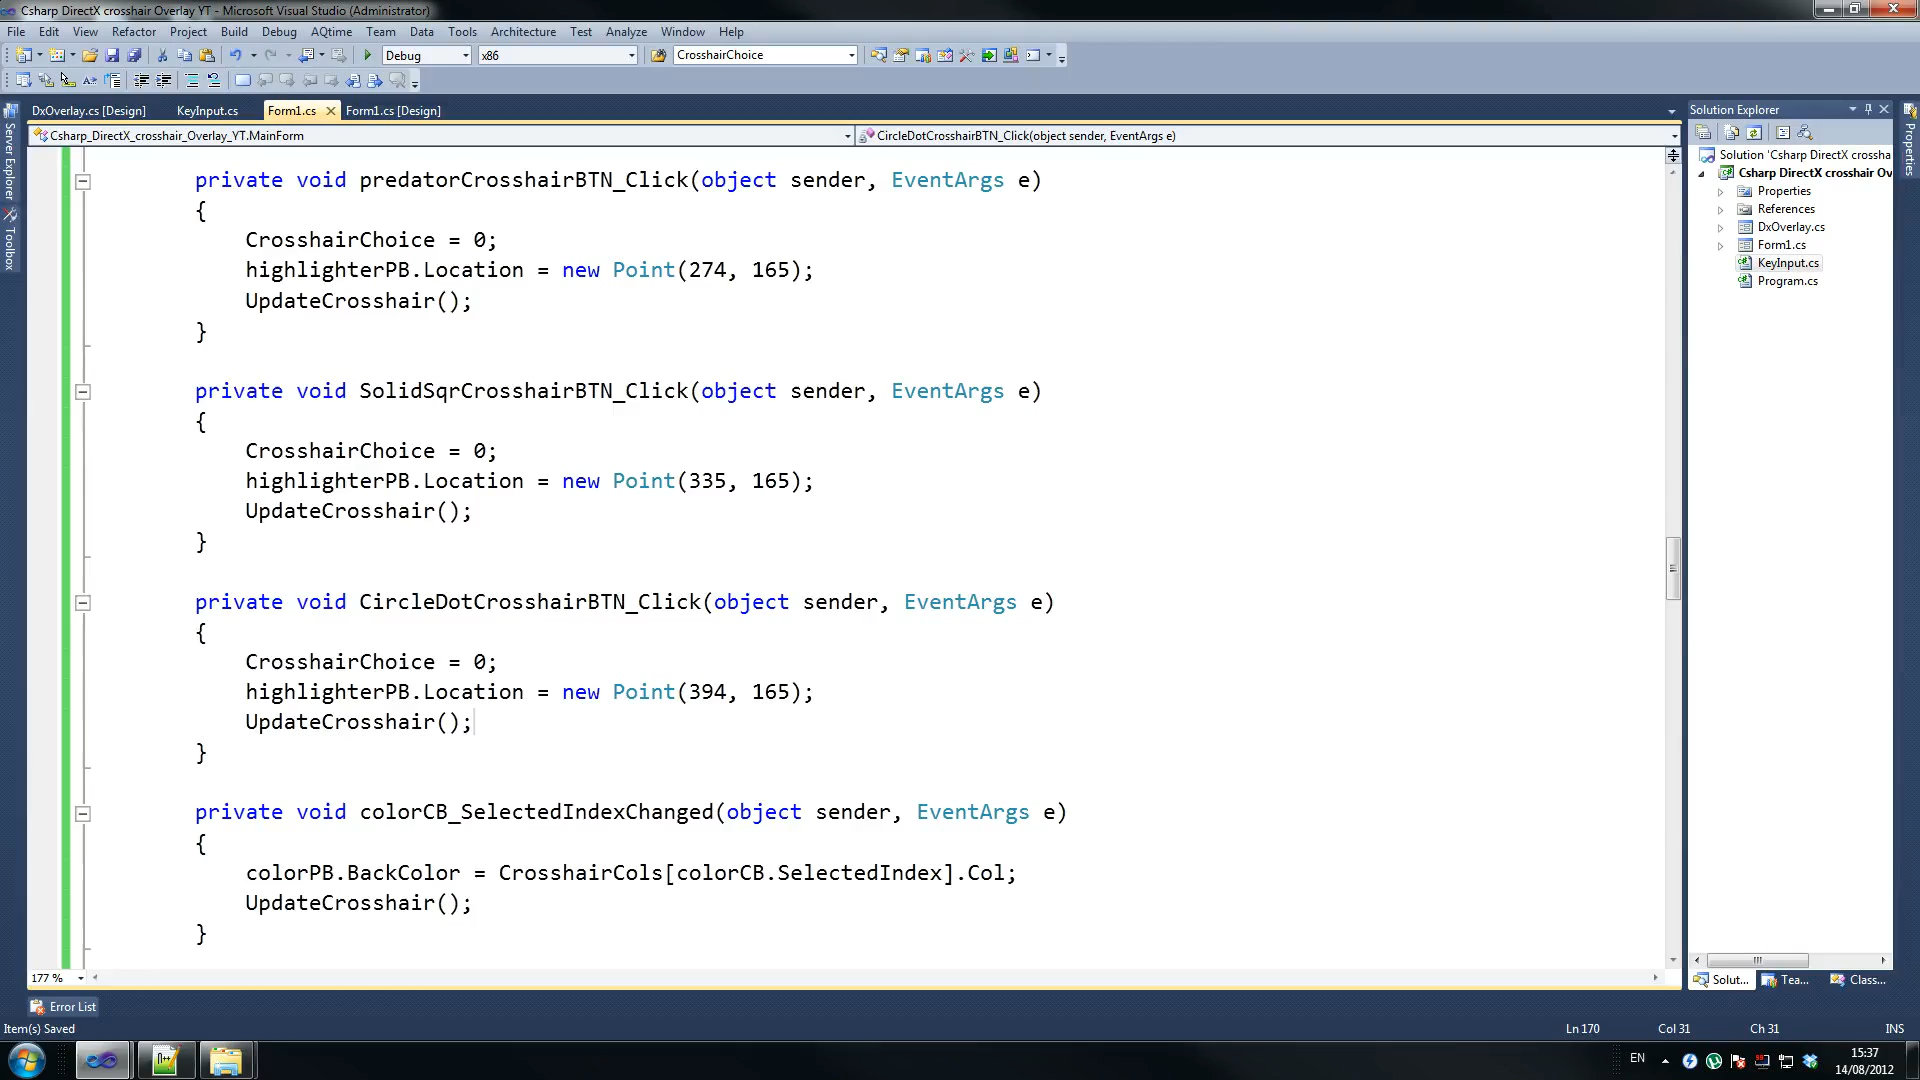 Csharp DirectX crosshair Overlay YT - Microsoft Visual Studio (Administrator)
File Edit View Refactor Project Build Debug AQtime Team Data Tools Architecture Test Analyze Window Help
Debug x86 CrosshairChoice
DxOverlay.cs [Design] KeyInput.cs Form1.cs Form1.cs [Design]
Csharp_DirectX_crosshair_Overlay_YT.MainForm CircleDotCrosshairBTN_Click(object sender, EventArgs e)
private void predatorCrosshairBTN_Click(object sender, EventArgs e)
{
CrosshairChoice = 0;
highlighterPB.Location = new Point(274, 165);
UpdateCrosshair();
}
private void SolidSqrCrosshairBTN_Click(object sender, EventArgs e)
{
CrosshairChoice = 0;
highlighterPB.Location = new Point(335, 165);
UpdateCrosshair();
}
private void CircleDotCrosshairBTN_Click(object sender, EventArgs e)
{
CrosshairChoice = 0;
highlighterPB.Location = new Point(394, 165);
UpdateCrosshair();
}
private void colorCB_SelectedIndexChanged(object sender, EventArgs e)
{
colorPB.BackColor = CrosshairCols[colorCB.SelectedIndex].Col;
UpdateCrosshair();
}
177 %
Server Explorer
Toolbox
Solution Explorer
Solution 'Csharp DirectX crossha
Csharp DirectX crosshair Ov
Properties
References
DxOverlay.cs
Form1.cs
KeyInput.cs
Program.cs
Solut... Tea... Class...
Properties
Error List
Item(s) Saved Ln 170 Col 31 Ch 31 INS
EN
15:37
14/08/2012